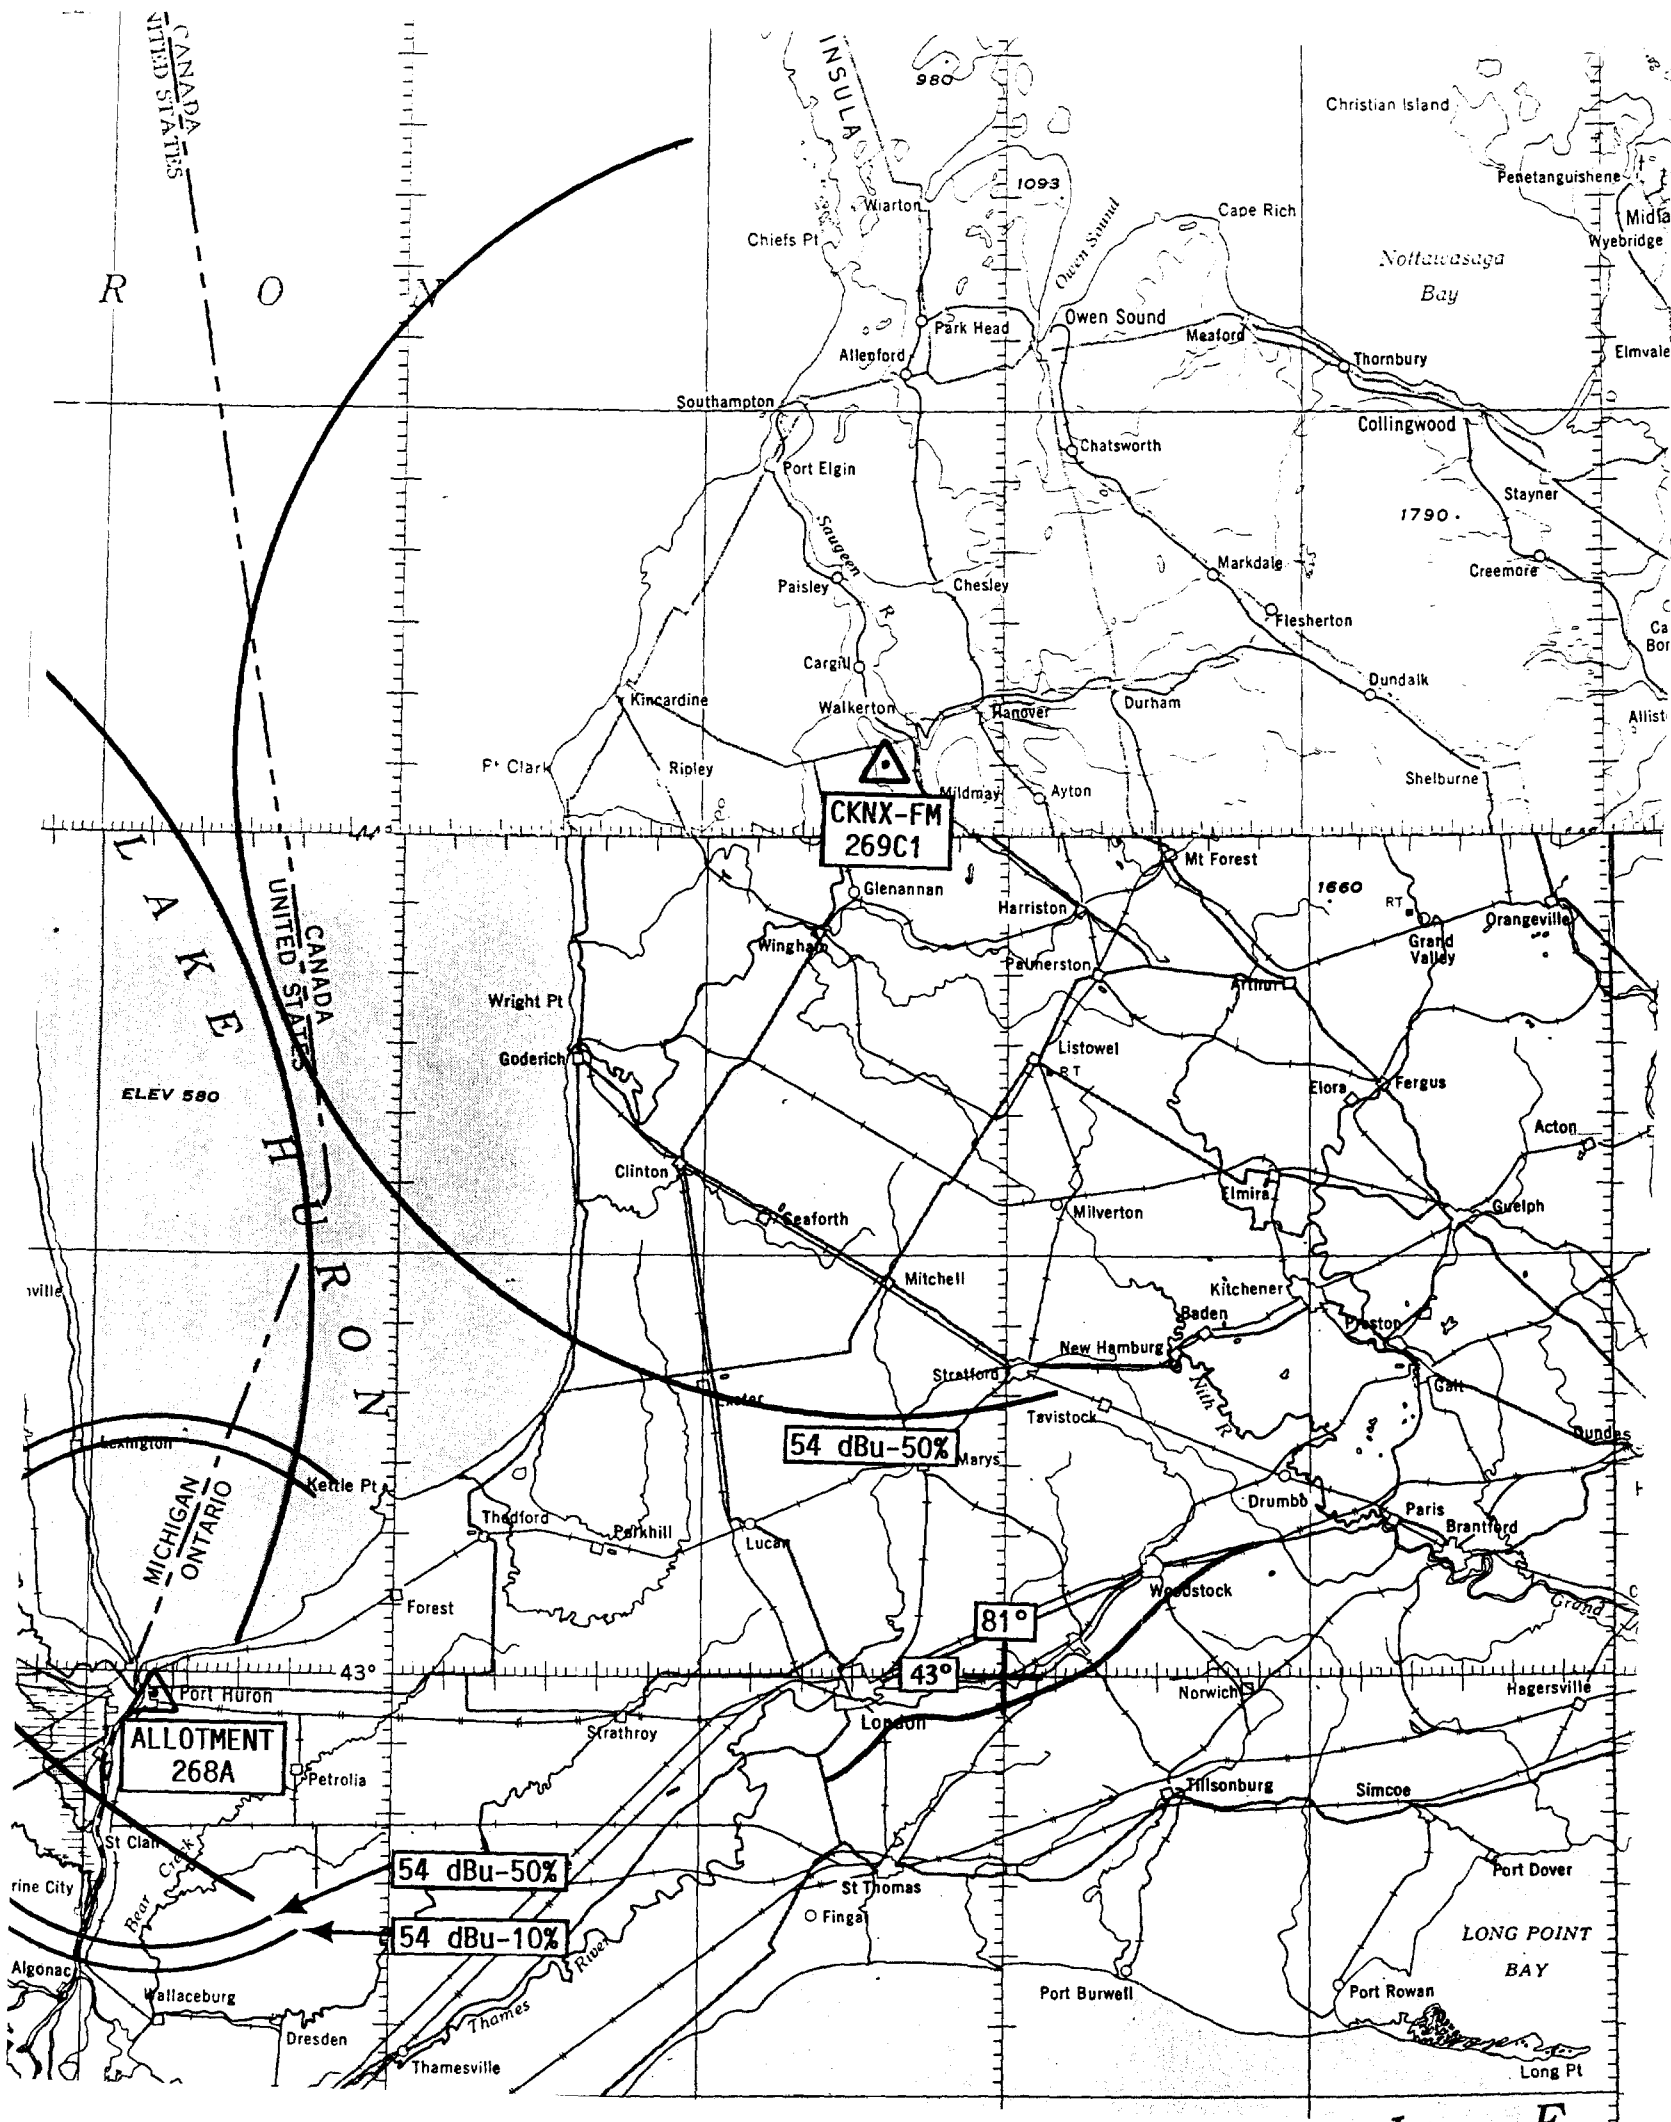 CANADA
UNITED STATES
INSULA
980
Christian Island
Penetanguishene
1093
Wiarton
Cape Rich
Owen Sound
Chiefs Pt
Wyebridge
Nottawasaga
Bay
R O N
Owen Sound
Park Head
Meaford
Allenford
Thornbury
Elmvale
Southampton
Collingwood
Chatsworth
Port Elgin
Stayner
1790
Saugeen
R
Markdale
Creemore
Paisley
Chesley
Flesherton
Cargill
Dundalk
Kincardine
Walkerton
Hanover
Durham
Pt Clark
Ripley
Shelburne
Mildmay
Ayton
CKNX-FM
269C1
44°
Mt Forest
Glenannan
1660
Harriston
RT
Orangeville
Grand
Valley
Wingham
Palmerston
Arthur
CANADA
UNITED STATES
Wright Pt
Goderich
Listowel
RT
Elora
Fergus
ELEV 580
Acton
LAKE HURON
Clinton
Elmira
Seaforth
Milverton
Guelph
Mitchell
Kitchener
Baden
Preston
New Hamburg
Stratford
Nith R
Galt
Exeter
Tavistock
Dundas
54 dBu-50%
Marys
Lexington
Kettle Pt
MICHIGAN
ONTARIO
Thedford
Parkhill
Lucan
Drumbo
Paris
Brantford
Woodstock
Forest
Grand
81°
43°
43°
Port Huron
Norwich
Hagersville
London
Strathroy
ALLOTMENT
268A
Petrolia
Tillsonburg
Simcoe
St Clair
Bear Creek
54 dBu-50%
St Thomas
Port Dover
rine City
Fingal
54 dBu-10%
LONG POINT
BAY
Algonac
Wallaceburg
Thames River
Port Burwell
Port Rowan
Dresden
Thamesville
Long Pt
E